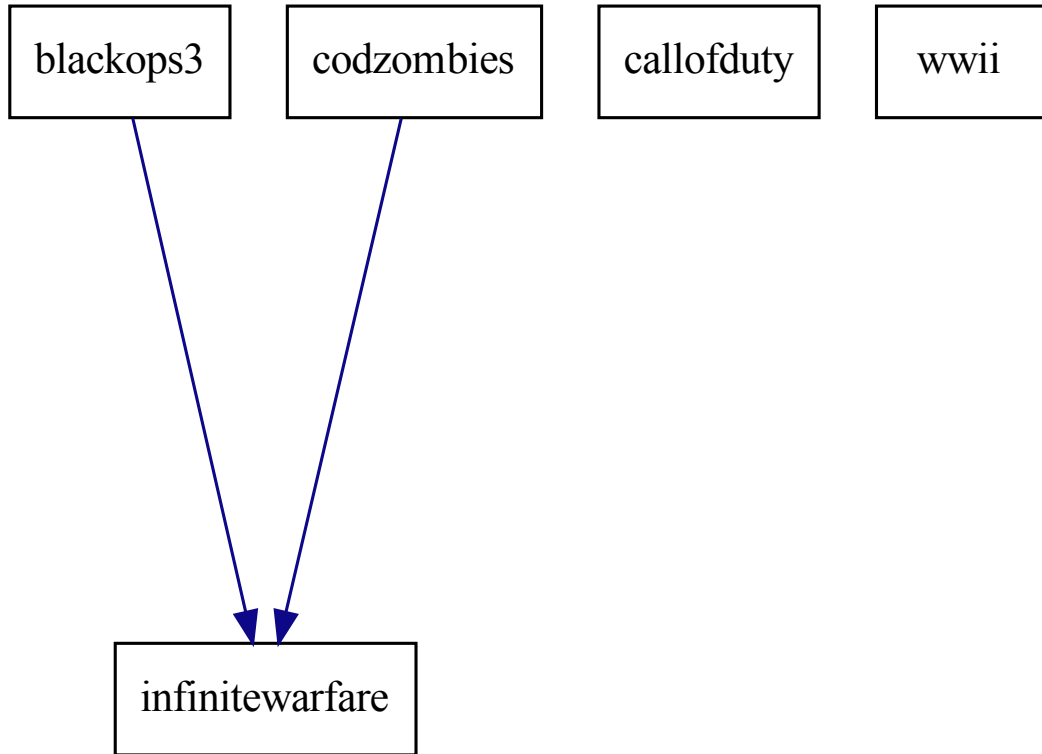 blackops3
codzombies
callofduty
wwii
infinitewarfare